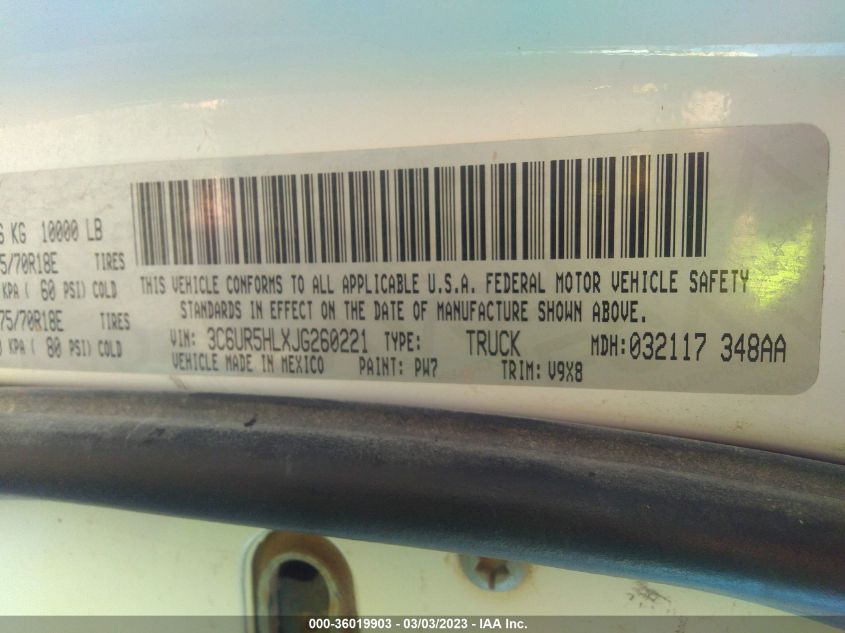 KG 10000 LB
5/70R18E TIRES
KPA ( 60 PSI) COLD
75/70R18E TIRES
KPA ( 80 PSI) COLD
THIS VEHICLE CONFORMS TO ALL APPLICABLE U.S.A. FEDERAL MOTOR VEHICLE SAFETY
STANDARDS IN EFFECT ON THE DATE OF MANUFACTURE SHOWN ABOVE.
VIN: 3C6UR5HLXJG260221 TYPE: TRUCK MDH:032117 348AA
VEHICLE MADE IN MEXICO PAINT: PW7 TRIM: V9X8
000-36019903 - 03/03/2023 - IAA Inc.